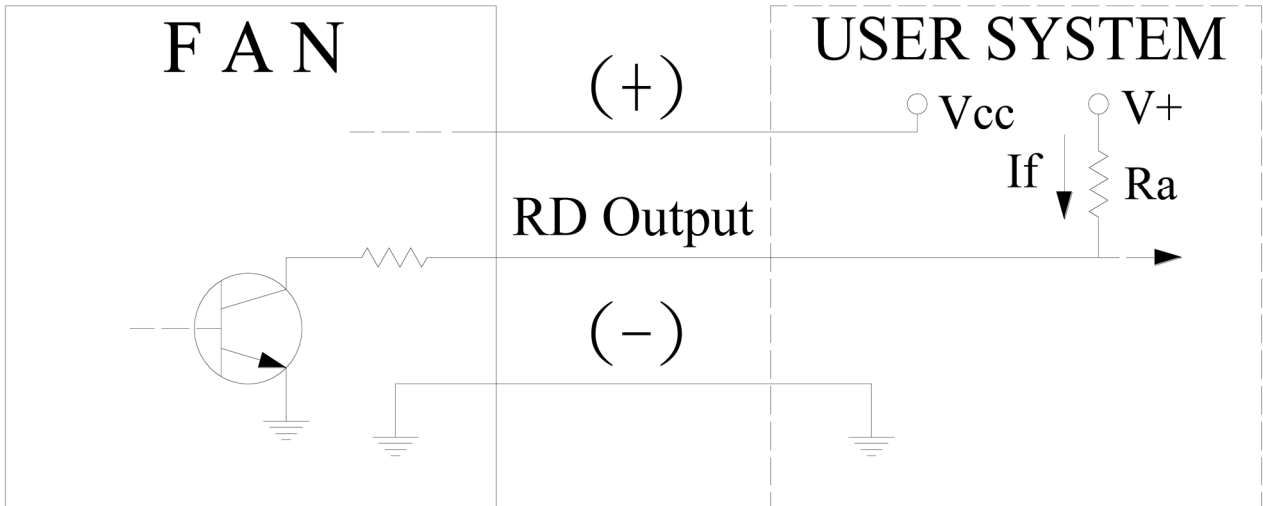 F A N
USER SYSTEM
(+)
Vcc
V+
If
Ra
RD Output
(-)